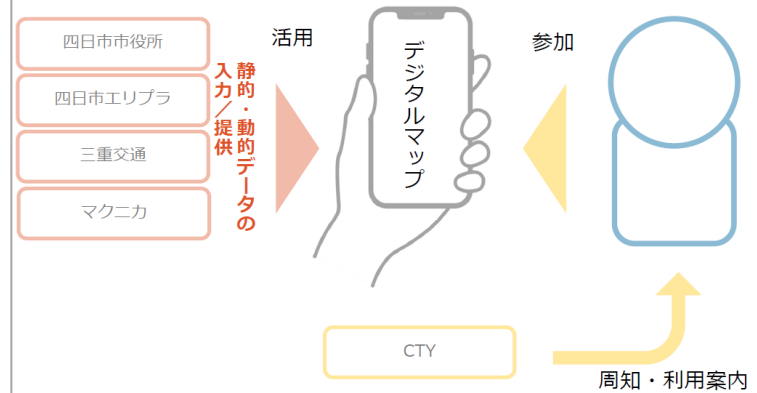 四日市市役所
四日市エリプラ
三重交通
マクニカ
静的・動的データの
入力／提供
活用
デジタルマップ
参加
CTY
周知・利用案内